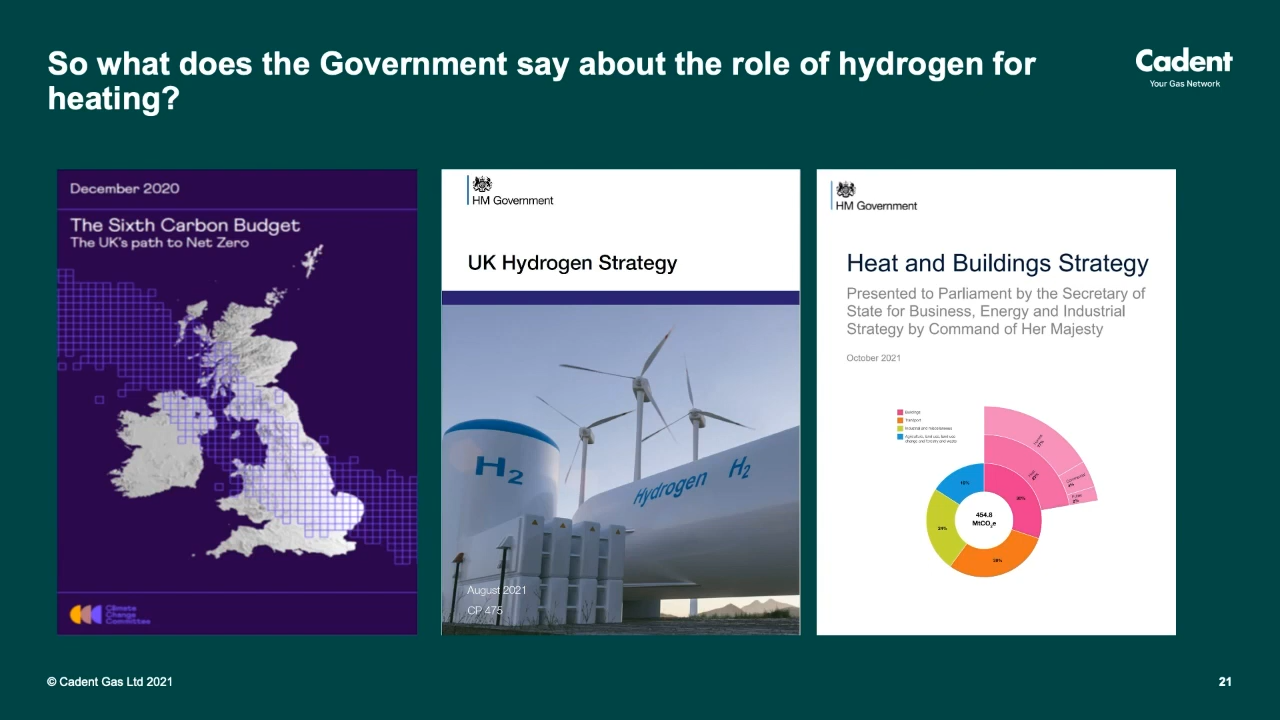 So what does the Government say about the role of hydrogen for
heating?
Cadent
Your Gas Network
December 2020
The Sixth Carbon Budget
The UK's path to Net Zero
Climate
Change
Committee
HM Government
UK Hydrogen Strategy
H2
Hydrogen H2
August 2021
CP 475
HM Government
Heat and Buildings Strategy
Presented to Parliament by the Secretary of
State for Business, Energy and Industrial
Strategy by Command of Her Majesty
October 2021
Buildings
Transport
454.8
MtCO2e
© Cadent Gas Ltd 2021
21